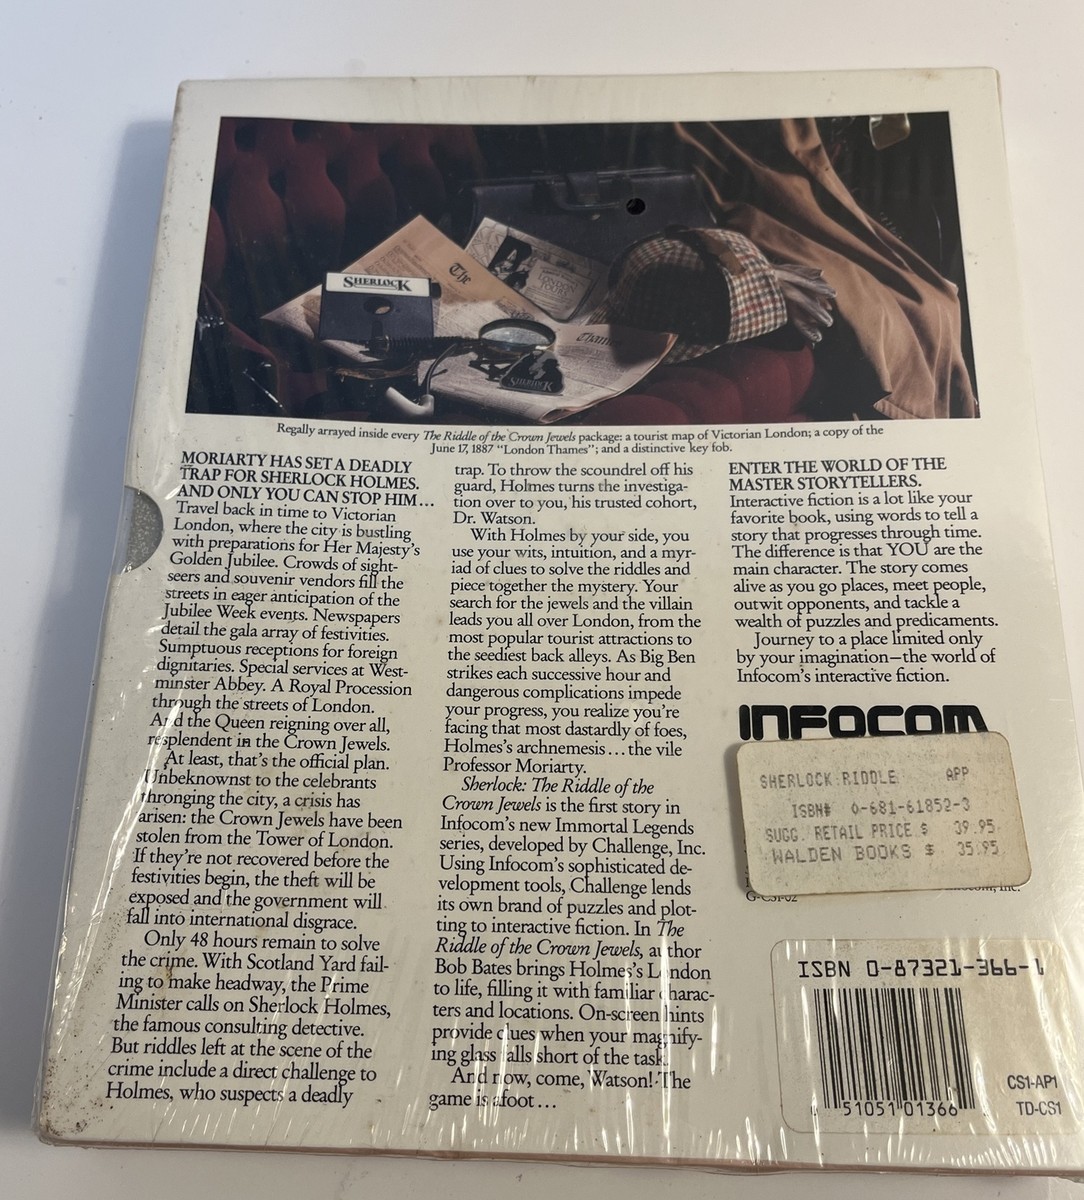 SHERLOCK
The
Thames
SHERLOCK
Regally arrayed inside every The Riddle of the Crown Jewels package: a tourist map of Victorian London; a copy of the
June 17, 1887 "London Thames"; and a distinctive key fob.
MORIARTY HAS SET A DEADLY
TRAP FOR SHERLOCK HOLMES.
AND ONLY YOU CAN STOP HIM...
Travel back in time to Victorian
London, where the city is bustling
with preparations for Her Majesty's
Golden Jubilee. Crowds of sight-
seers and souvenir vendors fill the
streets in eager anticipation of the
Jubilee Week events. Newspapers
detail the gala array of festivities.
Sumptuous receptions for foreign
dignitaries. Special services at West-
minster Abbey. A Royal Procession
through the streets of London.
And the Queen reigning over all,
resplendent in the Crown Jewels.
At least, that's the official plan.
Unbeknownst to the celebrants
thronging the city, a crisis has
arisen: the Crown Jewels have been
stolen from the Tower of London.
If they're not recovered before the
festivities begin, the theft will be
exposed and the government will
fall into international disgrace.
Only 48 hours remain to solve
the crime. With Scotland Yard fail-
ing to make headway, the Prime
Minister calls on Sherlock Holmes,
the famous consulting detective.
But riddles left at the scene of the
crime include a direct challenge to
Holmes, who suspects a deadly
trap. To throw the scoundrel off his
guard, Holmes turns the investiga-
tion over to you, his trusted cohort,
Dr. Watson.
With Holmes by your side, you
use your wits, intuition, and a myr-
iad of clues to solve the riddles and
piece together the mystery. Your
search for the jewels and the villain
leads you all over London, from the
most popular tourist attractions to
the seediest back alleys. As Big Ben
strikes each successive hour and
dangerous complications impede
your progress, you realize you're
facing that most dastardly of foes,
Holmes's archnemesis...the vile
Professor Moriarty.
Sherlock: The Riddle of the
Crown Jewels is the first story in
Infocom's new Immortal Legends
series, developed by Challenge, Inc.
Using Infocom's sophisticated de-
velopment tools, Challenge lends
its own brand of puzzles and plot-
ting to interactive fiction. In The
Riddle of the Crown Jewels, author
Bob Bates brings Holmes's London
to life, filling it with familiar charac-
ters and locations. On-screen hints
provide clues when your magnify-
ing glass falls short of the task.
And now, come, Watson! The
game is afoot...
ENTER THE WORLD OF THE
MASTER STORYTELLERS.
Interactive fiction is a lot like your
favorite book, using words to tell a
story that progresses through time.
The difference is that YOU are the
main character. The story comes
alive as you go places, meet people,
outwit opponents, and tackle a
wealth of puzzles and predicaments.
Journey to a place limited only
by your imagination—the world of
Infocom's interactive fiction.
INFOCOM
SHERLOCK RIDDLE APP
ISBN# 0-681-61852-3
SUGG. RETAIL PRICE $ 39.95
WALDEN BOOKS $ 35.95
Infocom, Inc.
G-CS1-02
ISBN 0-87321-366-1
51051 01366
CS1-AP1
TD-CS1